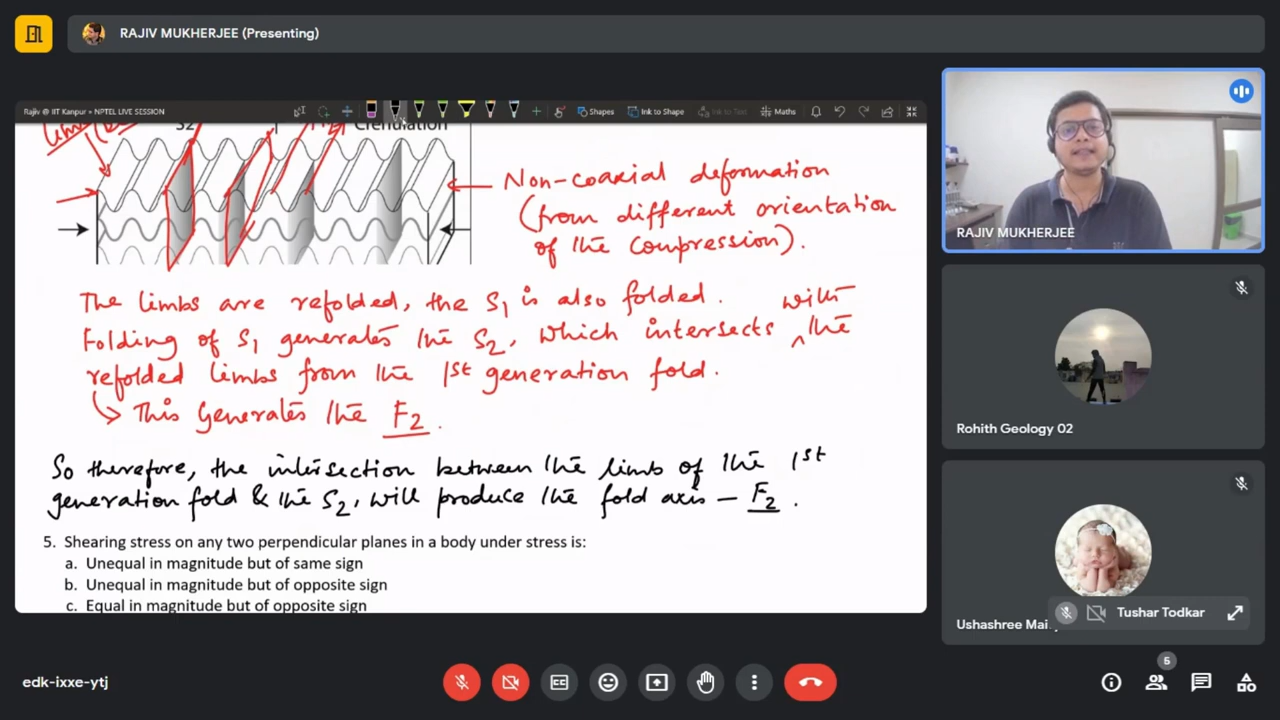 RAJIV MUKHERJEE (Presenting)
Rajiv @ IIT Kanpur × NPTEL LIVE SESSION
Shapes
Ink to Shape
Ink to Text
Maths
S2
Crenulation
Non-coaxial deformation
(from different orientation
of the compression).
The limbs are refolded, the S1 is also folded.
Folding of S1 generates the S2, which intersects with the
refolded limbs from the 1st generation fold.
This generates the F2.
So therefore, the intersection between the limb of the 1st
generation fold & the S2, will produce the fold axis – F2.
5. Shearing stress on any two perpendicular planes in a body under stress is:
a. Unequal in magnitude but of same sign
b. Unequal in magnitude but of opposite sign
c. Equal in magnitude but of opposite sign
RAJIV MUKHERJEE
Rohith Geology 02
Ushashree
Tushar Todkar
edk-ixxe-ytj
5